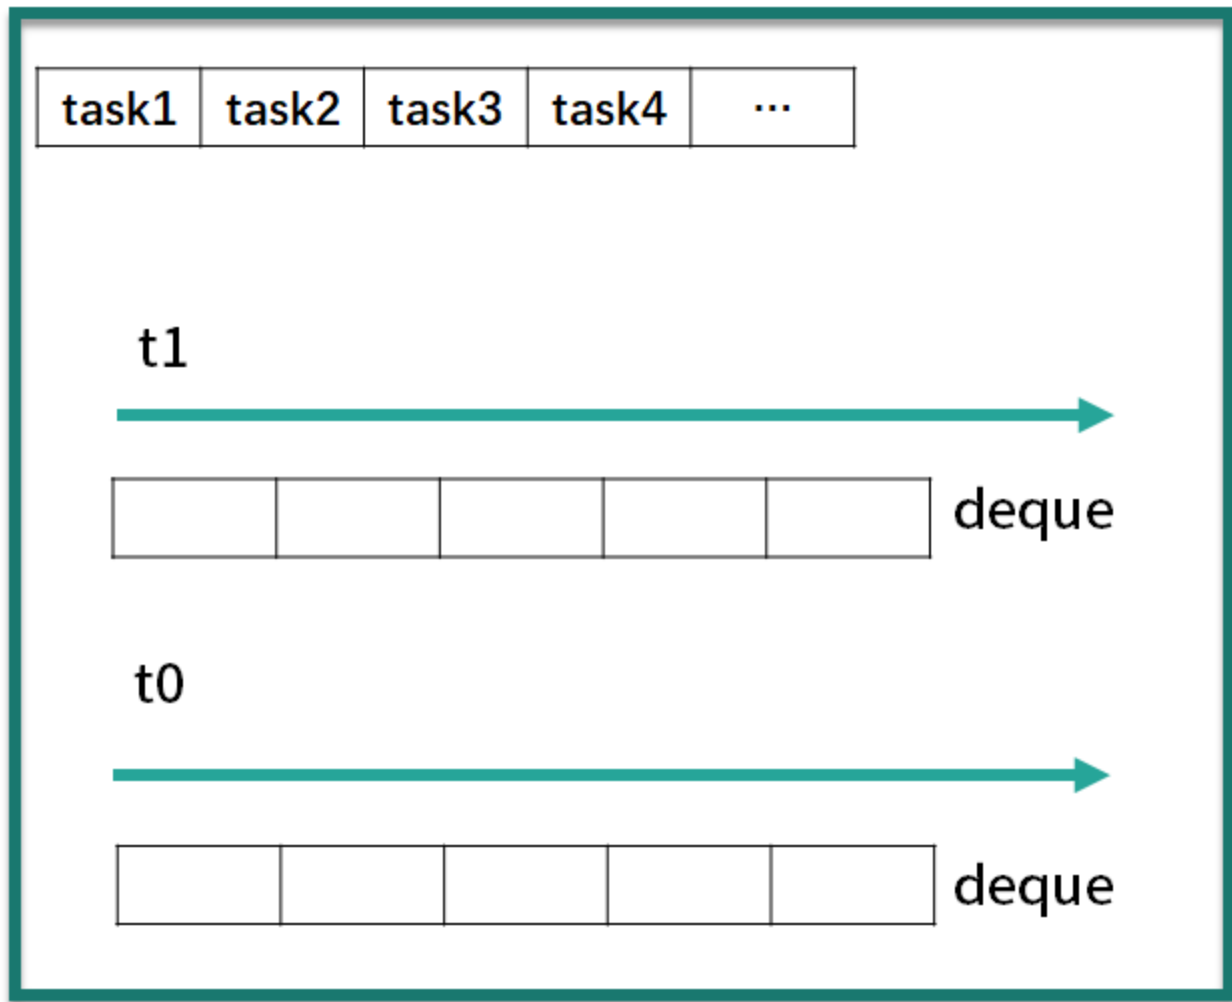 task1 task2 task3 task4 ...
t1
deque
t0
deque